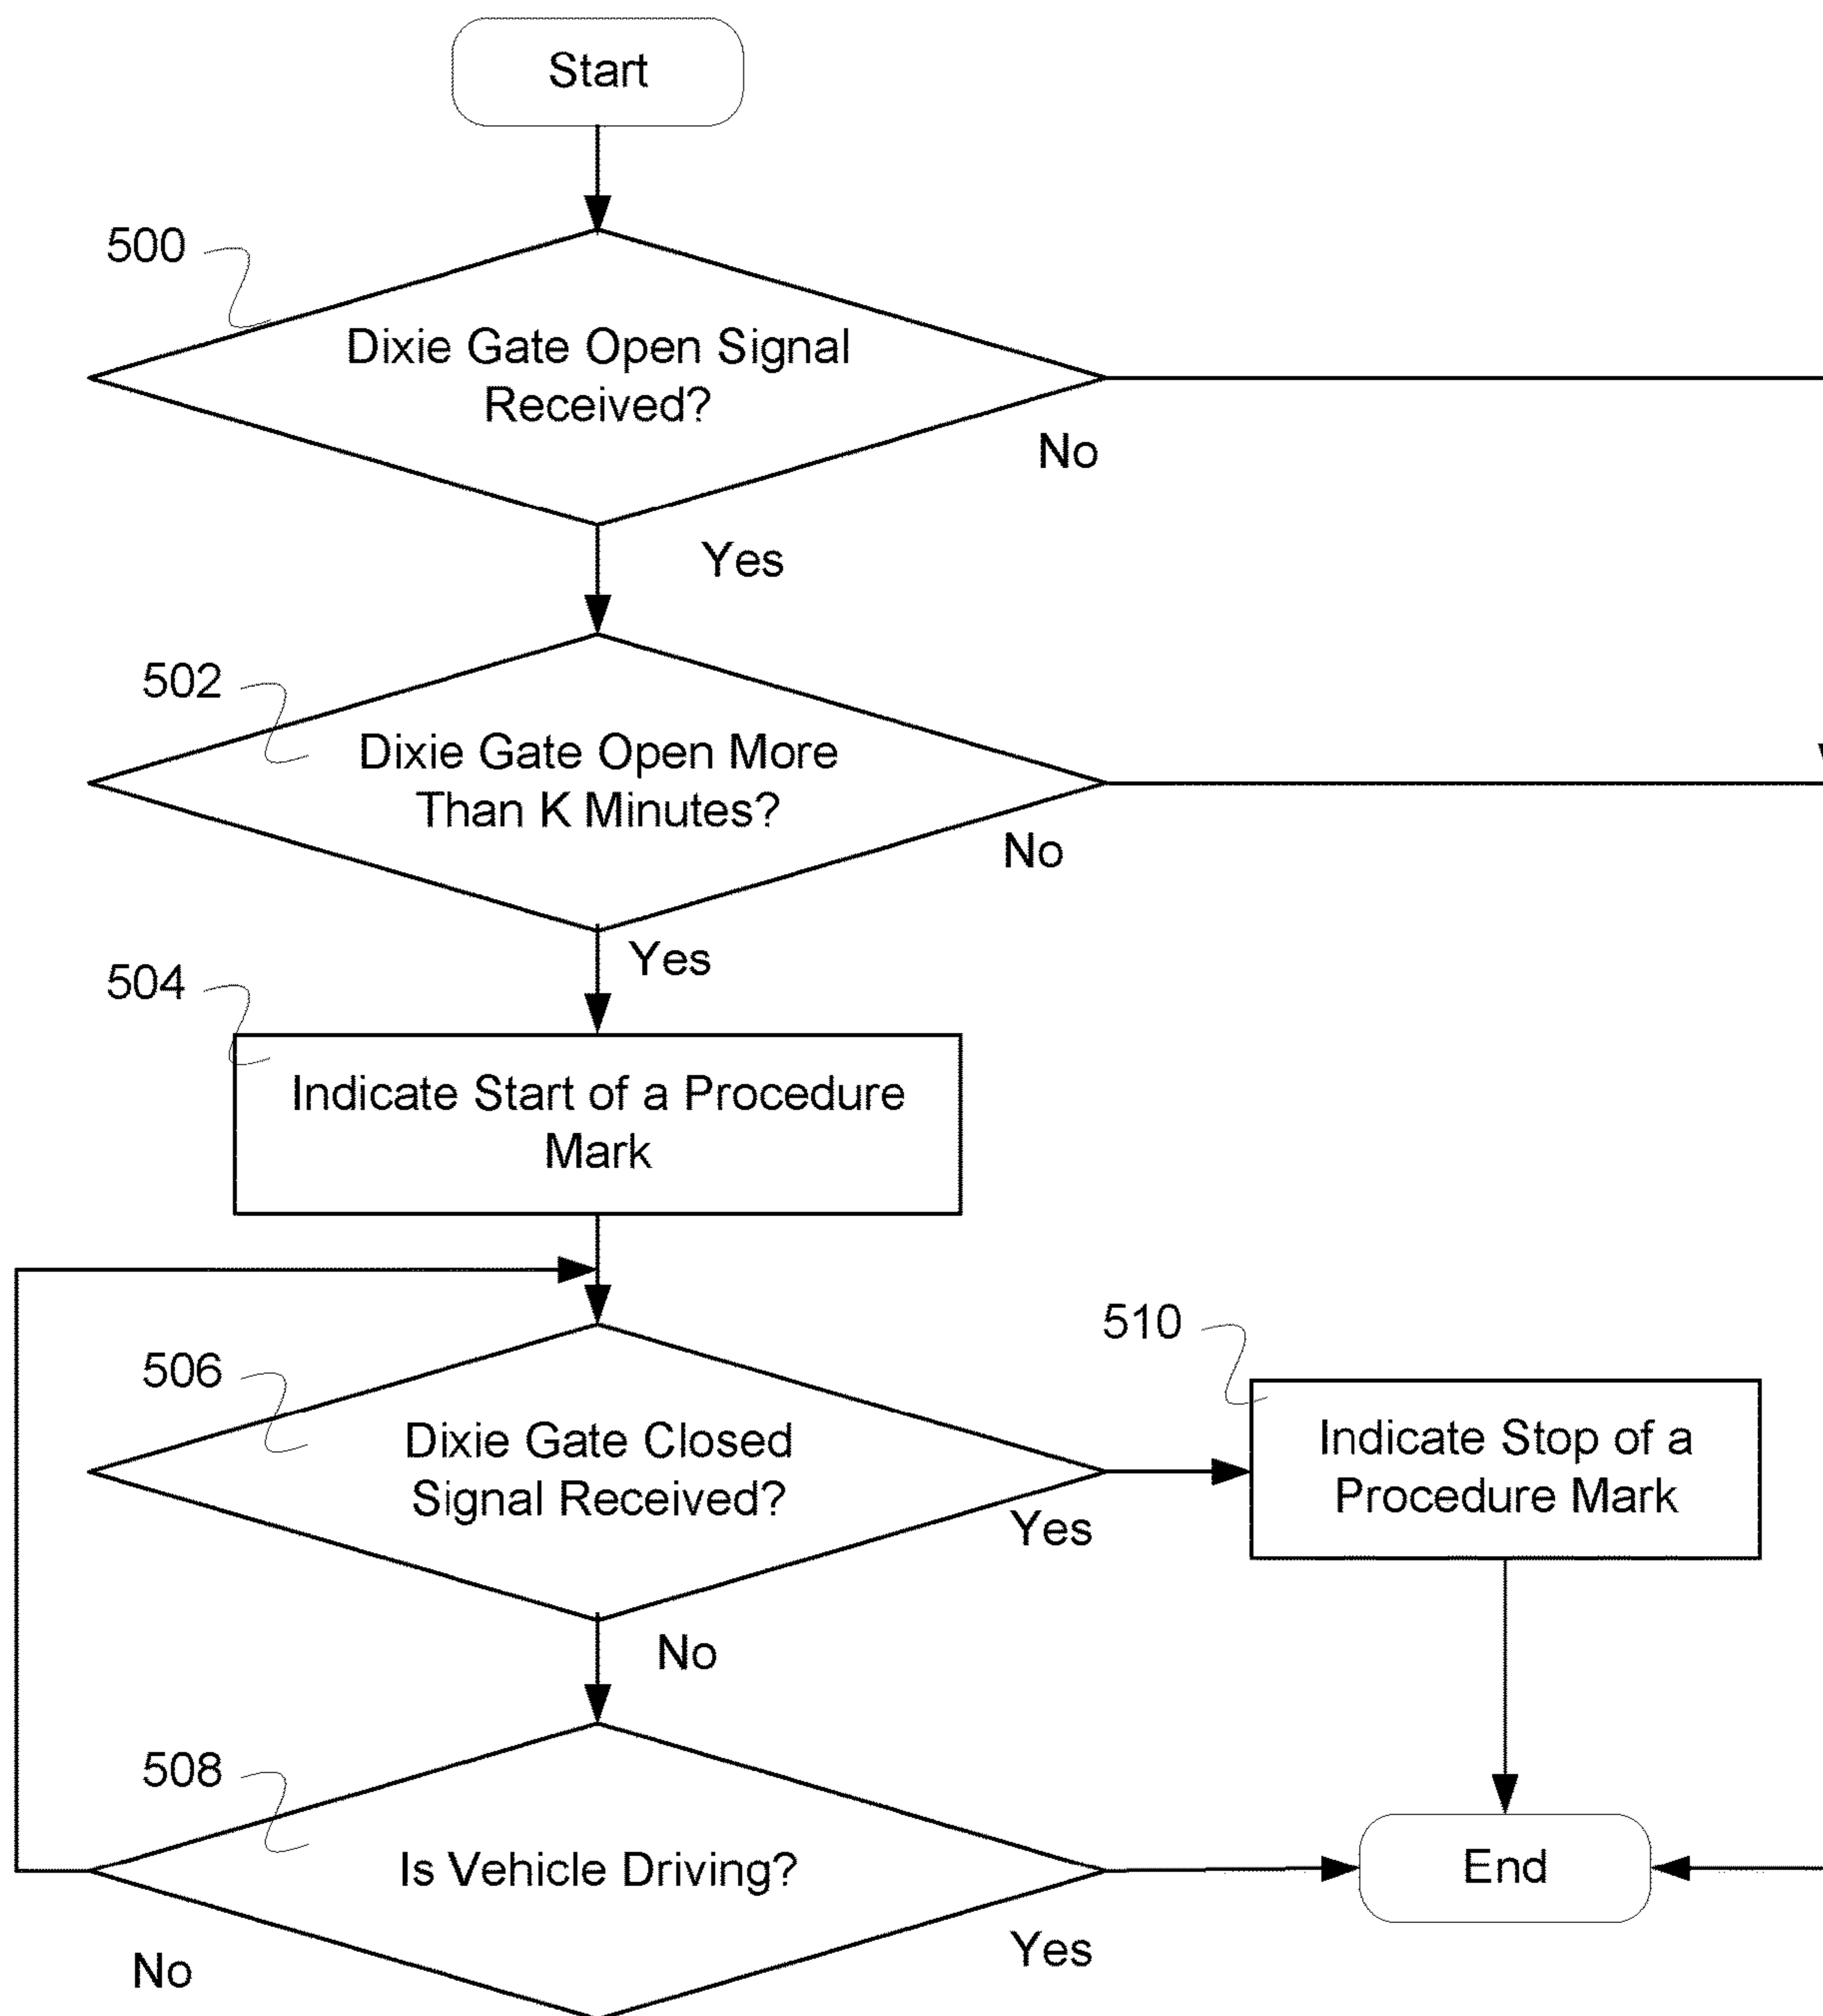 Start
500
Dixie Gate Open Signal
Received?
No
Yes
502
Dixie Gate Open More
Than K Minutes?
No
Yes
504
Indicate Start of a Procedure
Mark
506
Dixie Gate Closed
Signal Received?
Yes
510
Indicate Stop of a
Procedure Mark
No
508
Is Vehicle Driving?
End
No
Yes